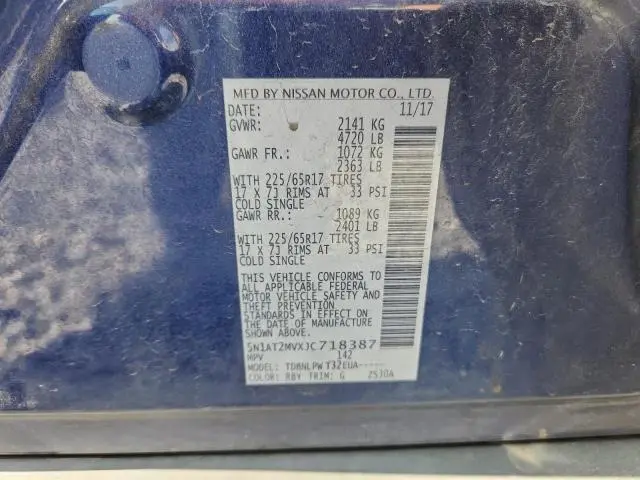 MFD BY NISSAN MOTOR CO., LTD.
DATE: 11/17
GVWR: 2141 KG
4720 LB
GAWR FR.: 1072 KG
2363 LB
WITH 225/65R17 TIRES
17 X 7J RIMS AT 33 PSI
COLD SINGLE
GAWR RR.: 1089 KG
2401 LB
WITH 225/65R17 TIRES
17 X 7J RIMS AT 33 PSI
COLD SINGLE
THIS VEHICLE CONFORMS TO
ALL APPLICABLE FEDERAL
MOTOR VEHICLE SAFETY AND
THEFT PREVENTION
STANDARDS IN EFFECT ON
THE DATE OF MANUFACTURE
SHOWN ABOVE.
5N1AT2MVXJC718387
MPV 142
MODEL: TDBNLPW T32EUA-----
COLOR: RBY TRIM: G 2530A